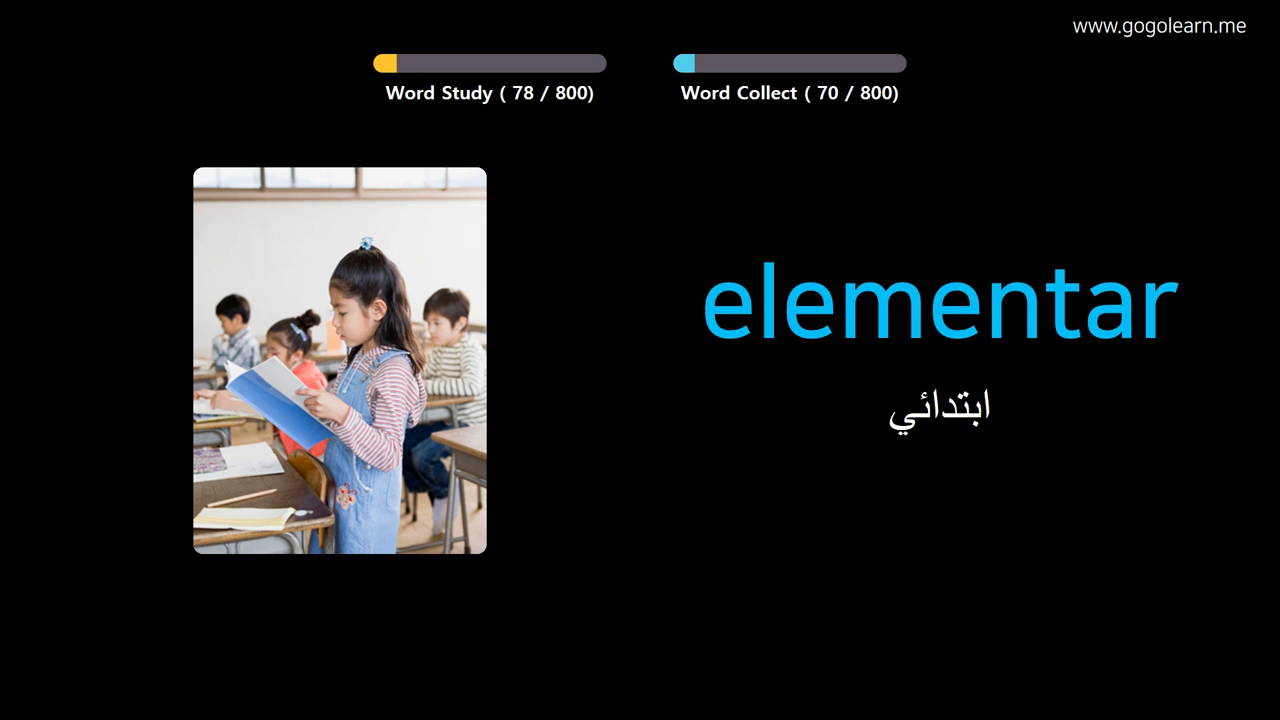 www.gogolearn.me
Word Study ( 78 / 800)
Word Collect ( 70 / 800)
elementar
ابتدائي